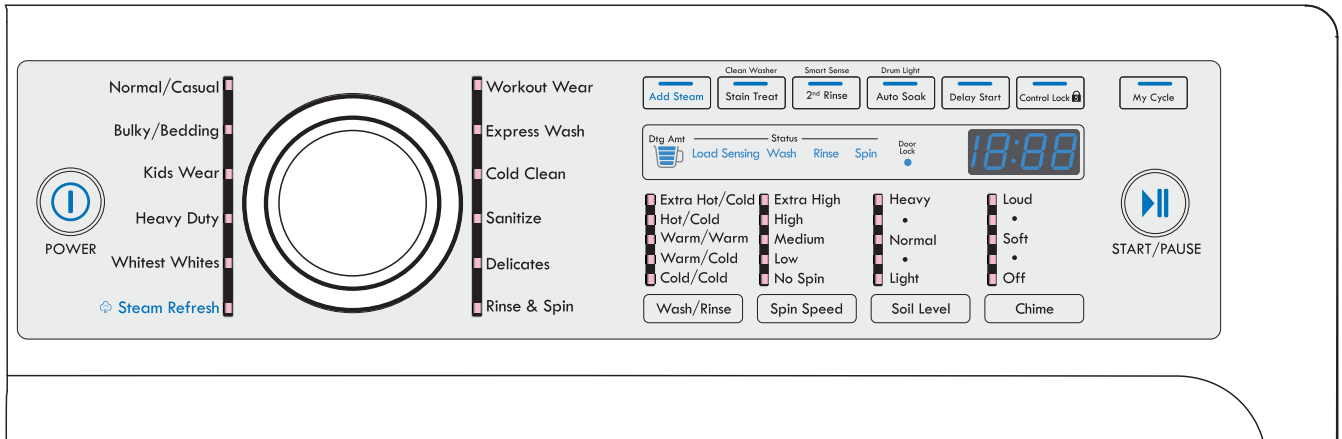 POWER
Normal/Casual
Bulky/Bedding
Kids Wear
Heavy Duty
Whitest Whites
Steam Refresh
Workout Wear
Express Wash
Cold Clean
Sanitize
Delicates
Rinse & Spin
Clean Washer
Smart Sense
Drum Light
Add Steam
Stain Treat
2nd Rinse
Auto Soak
Delay Start
Control Lock
My Cycle
Dtg Amt
Status
Load Sensing
Wash
Rinse
Spin
Door
Lock
18:88
Extra Hot/Cold
Hot/Cold
Warm/Warm
Warm/Cold
Cold/Cold
Wash/Rinse
Extra High
High
Medium
Low
No Spin
Spin Speed
Heavy
Normal
Light
Soil Level
Loud
Soft
Off
Chime
START/PAUSE